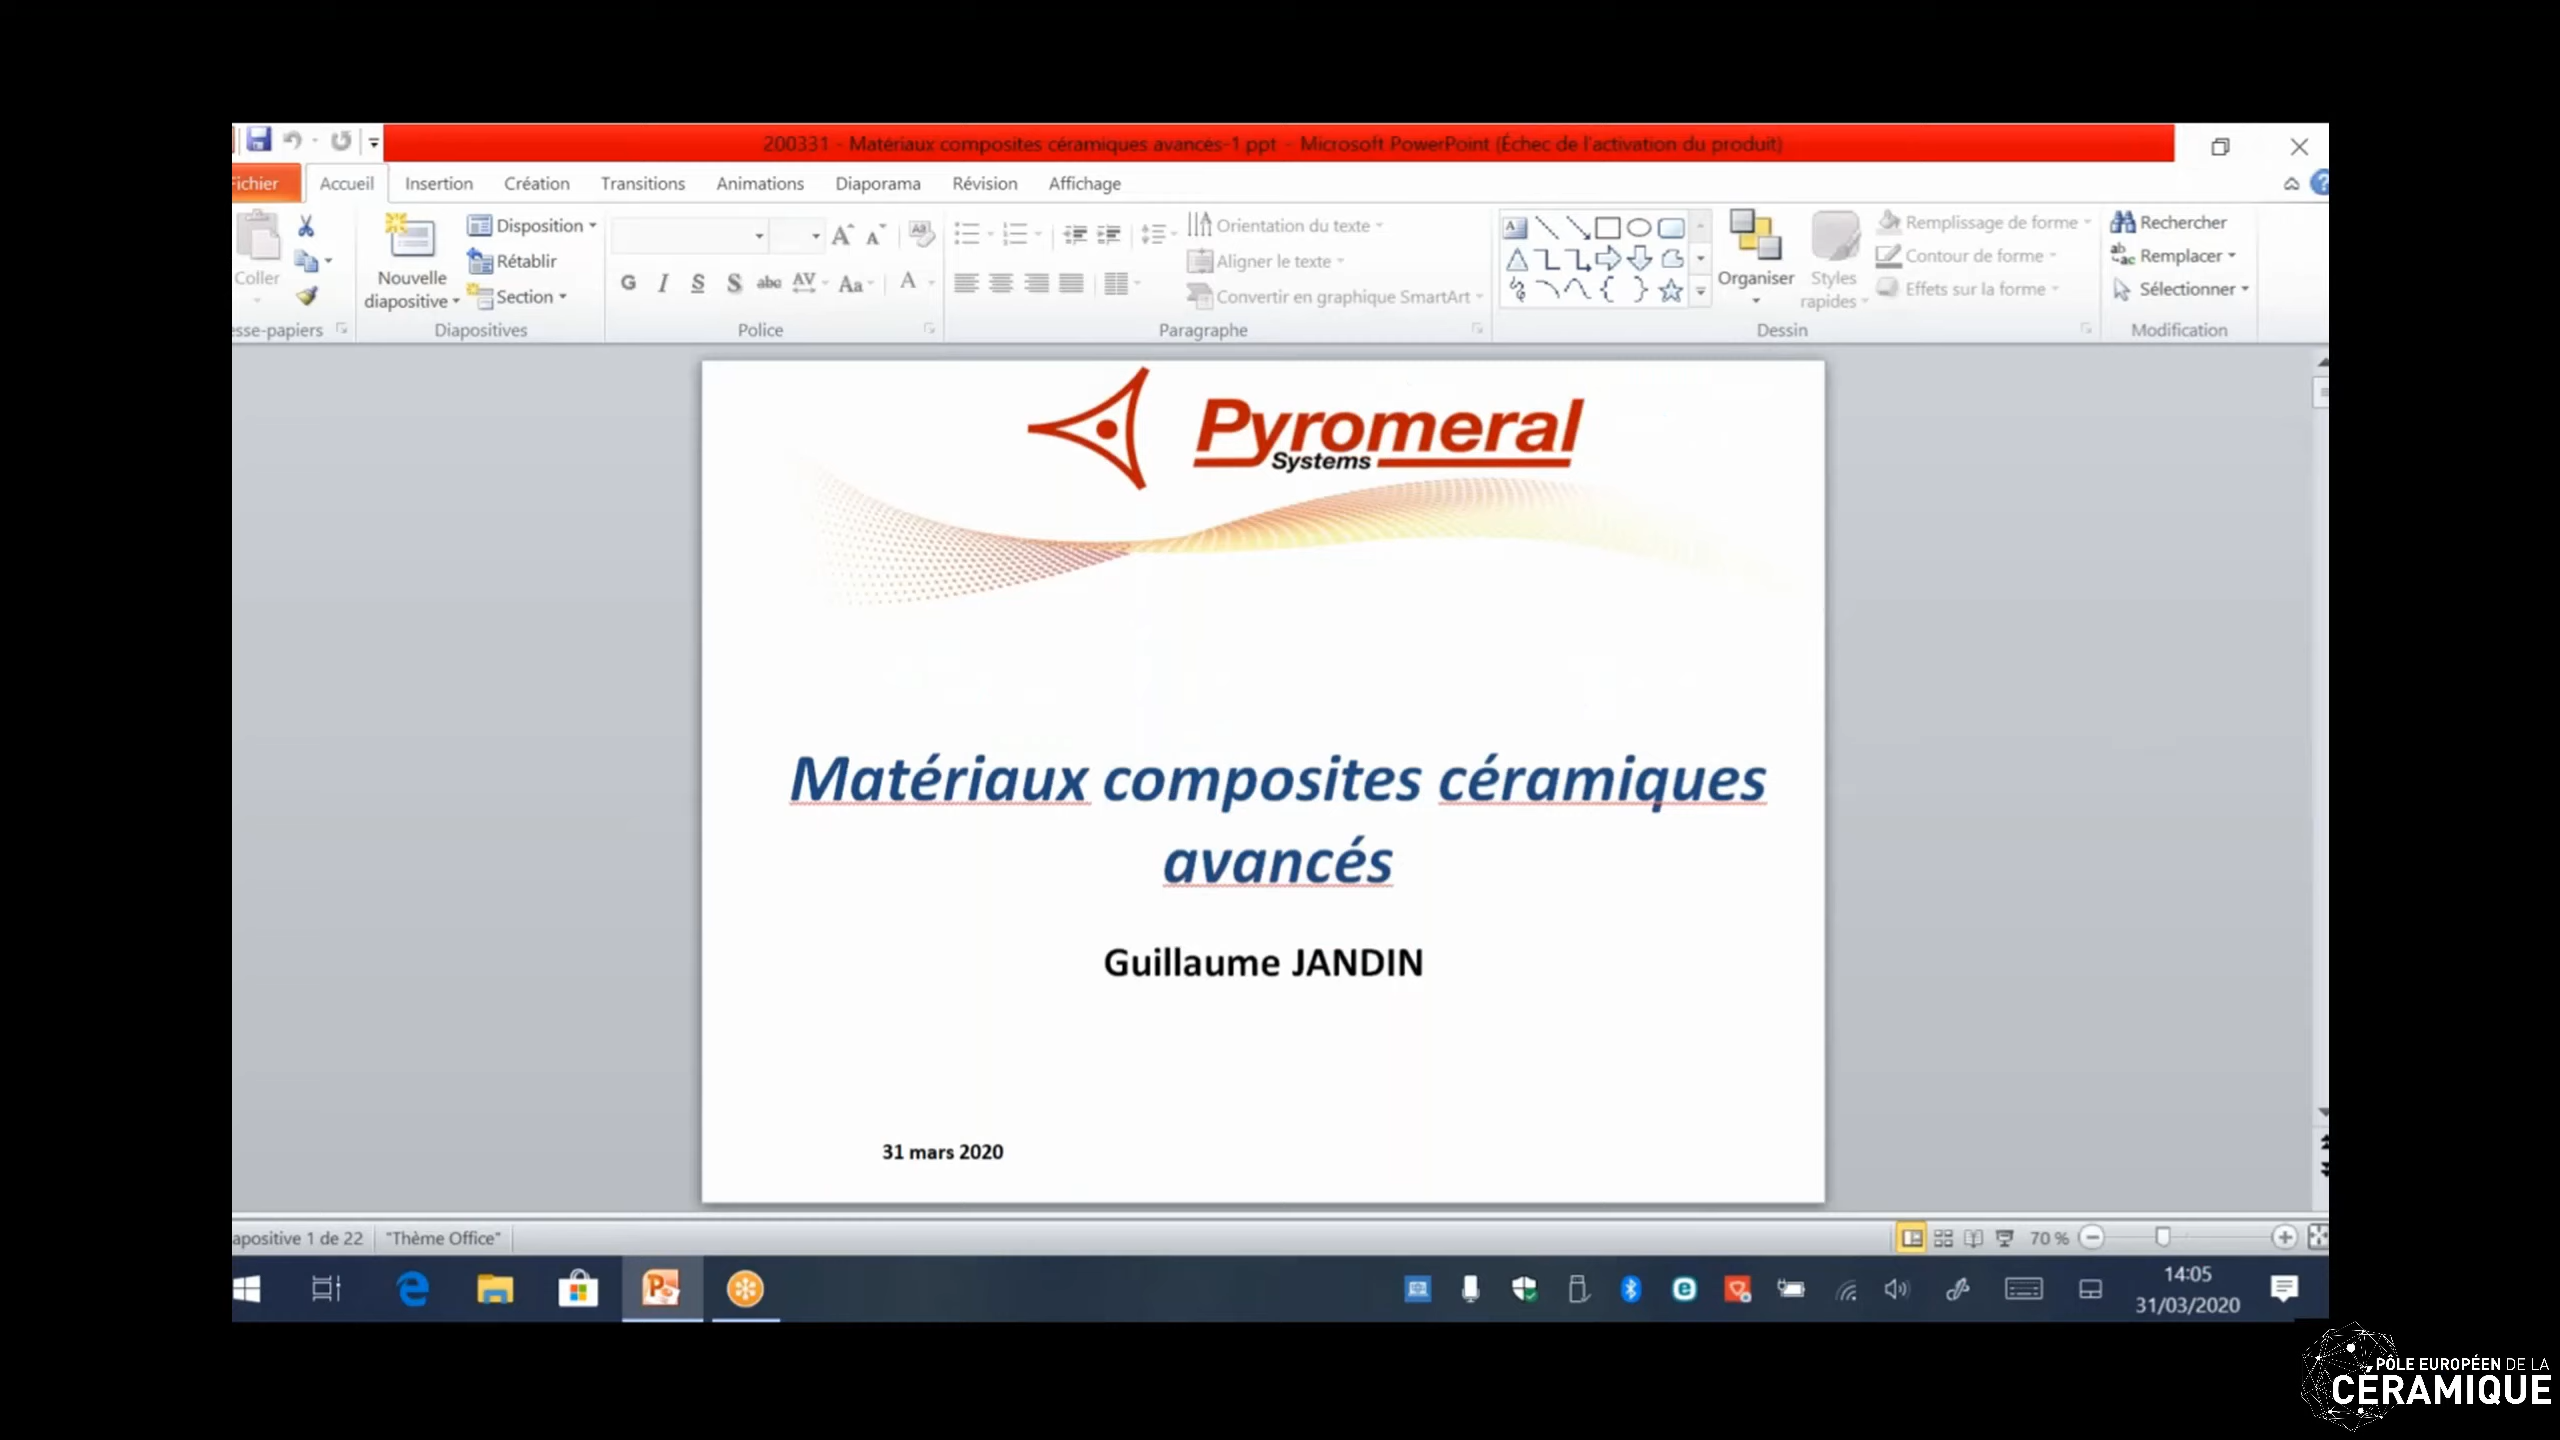 200331 - Matériaux composites céramiques avancés-1.ppt - Microsoft PowerPoint (Échec de l'activation du produit)
Fichier Accueil Insertion Création Transitions Animations Diaporama Révision Affichage
Coller
Nouvelle diapositive
Disposition
Rétablir
Section
G I S S abc AV Aa A
Orientation du texte
Aligner le texte
Convertir en graphique SmartArt
Organiser
Styles rapides
Remplissage de forme
Contour de forme
Effets sur la forme
Rechercher
Remplacer
Sélectionner
sse-papiers Diapositives Police Paragraphe Dessin Modification
Pyromeral
Systems
Matériaux composites céramiques
avancés
Guillaume JANDIN
31 mars 2020
apositive 1 de 22 "Thème Office" 70 %
14:05
31/03/2020
PÔLE EUROPÉEN DE LA
CÉRAMIQUE